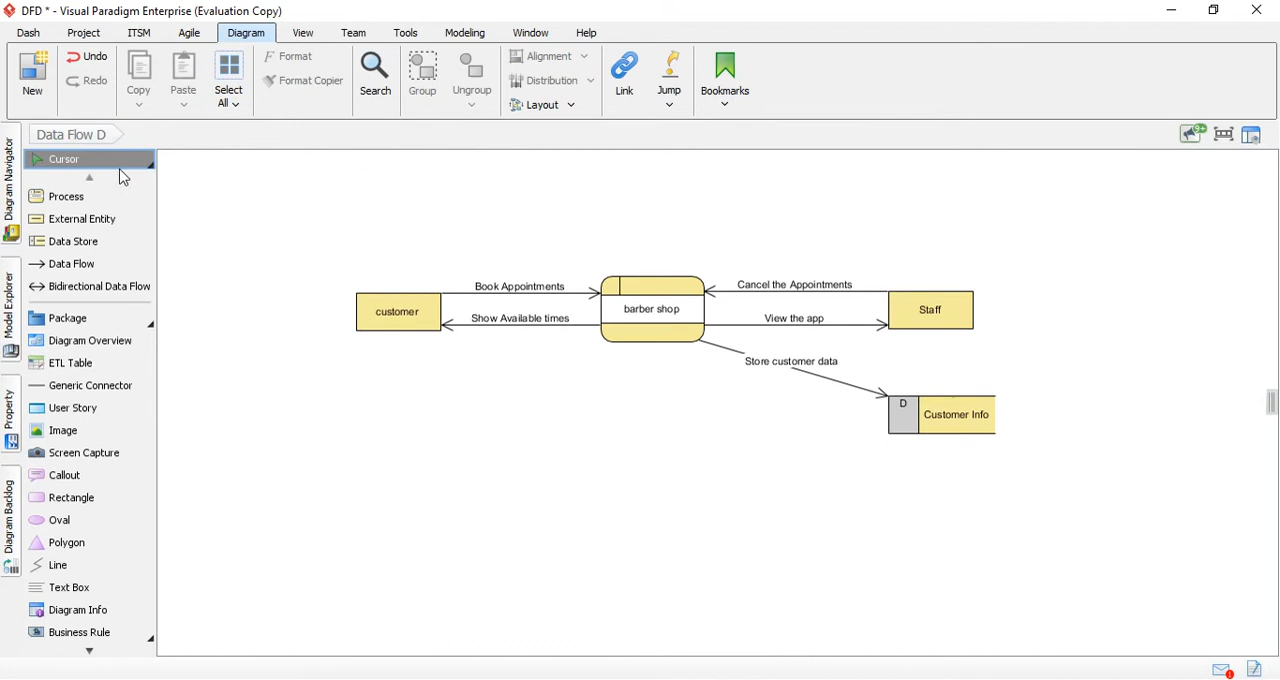 DFD * - Visual Paradigm Enterprise (Evaluation Copy)
Dash Project ITSM Agile Diagram View Team Tools Modeling Window Help
New
Undo
Redo
Copy
Paste
Select
All
Format
Format Copier
Search
Group
Ungroup
Alignment
Distribution
Layout
Link
Jump
Bookmarks
Data Flow D
9+
Diagram Navigator
Model Explorer
Property
Diagram Backlog
Cursor
Process
External Entity
Data Store
Data Flow
Bidirectional Data Flow
Package
Diagram Overview
ETL Table
Generic Connector
User Story
Image
Screen Capture
Callout
Rectangle
Oval
Polygon
Line
Text Box
Diagram Info
Business Rule
Book Appointments
Cancel the Appointments
customer
barber shop
Staff
Show Available times
View the app
Store customer data
D
Customer Info
1